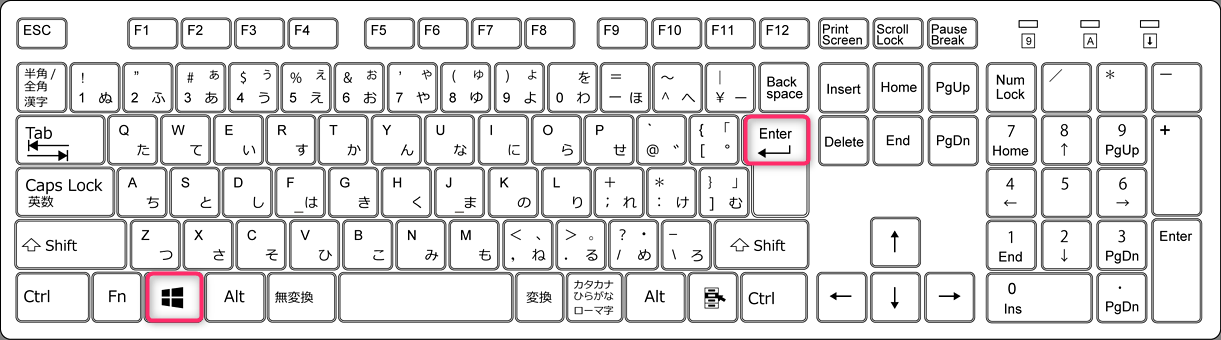 ESC F1 F2 F3 F4 F5 F6 F7 F8 F9 F10 F11 F12 Print Scroll Pause
Screen Lock Break 9 A
半角/ ! " # ぁ $ ぅ % ぇ & ぉ ' ゃ ( ゅ ) ょ を = ～ | Back Insert Home PgUp Num ／ * －
全角
漢字 1 ぬ 2 ふ 3 あ 4 う 5 え 6 お 7 や 8 ゆ 9 よ 0 わ － ほ ^ へ ￥ ー space Lock
Tab Q W E R T Y U I O P ` { 「 Enter Delete End PgDn 7 8 9 +
た て い す か ん な に ら せ @ ゛ [ ° Home ↑ PgUp
Caps Lock A S D F G H J K L + * } 」 4 5 6
英数 ち と し _は き く _ま の り ; れ : け ] む ← →
⇧ Shift Z X C V B N M < 、 > 。 ? ・ _ ⇧ Shift ↑ 1 2 3 Enter
つ さ そ ひ こ み も , ね . る / め \ ろ End ↓ PgDn
Ctrl Fn Alt 無変換 変換 カタカナ Alt Ctrl ← ↓ → 0 .
ひらがな
ローマ字 Ins PgDn